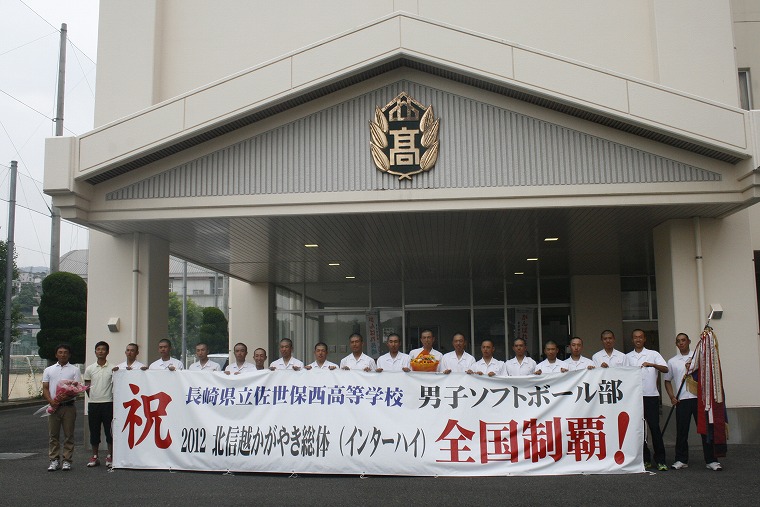 高
祝
長崎県立佐世保西高等学校 男子ソフトボール部
2012 北信越かがやき総体 (インターハイ) 全国制覇!